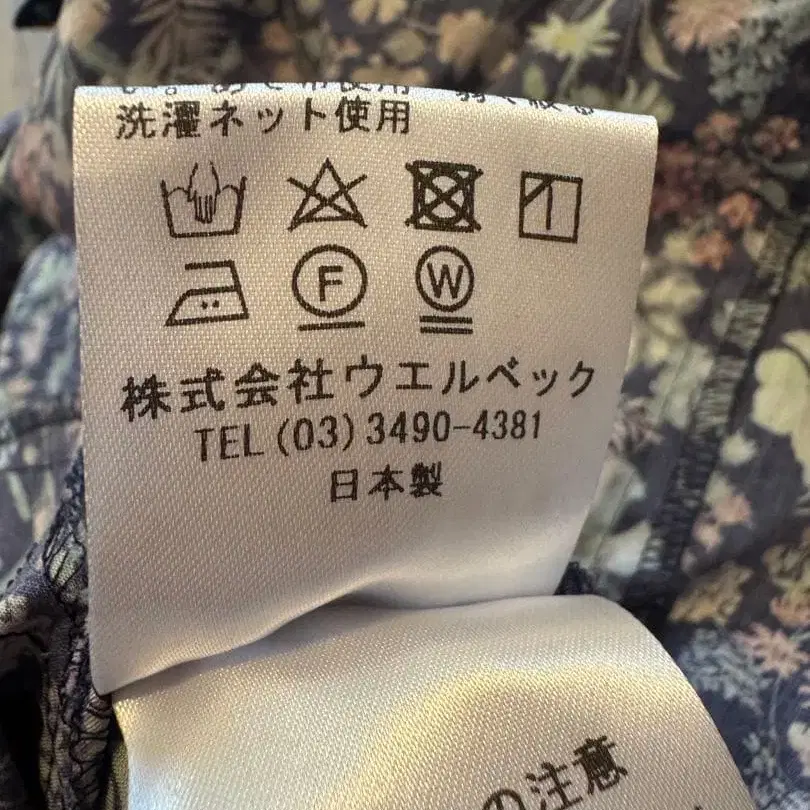 洗濯ネット使用
F
W
株式会社ウエルベック
TEL(03)3490-4381
日本製
の注意